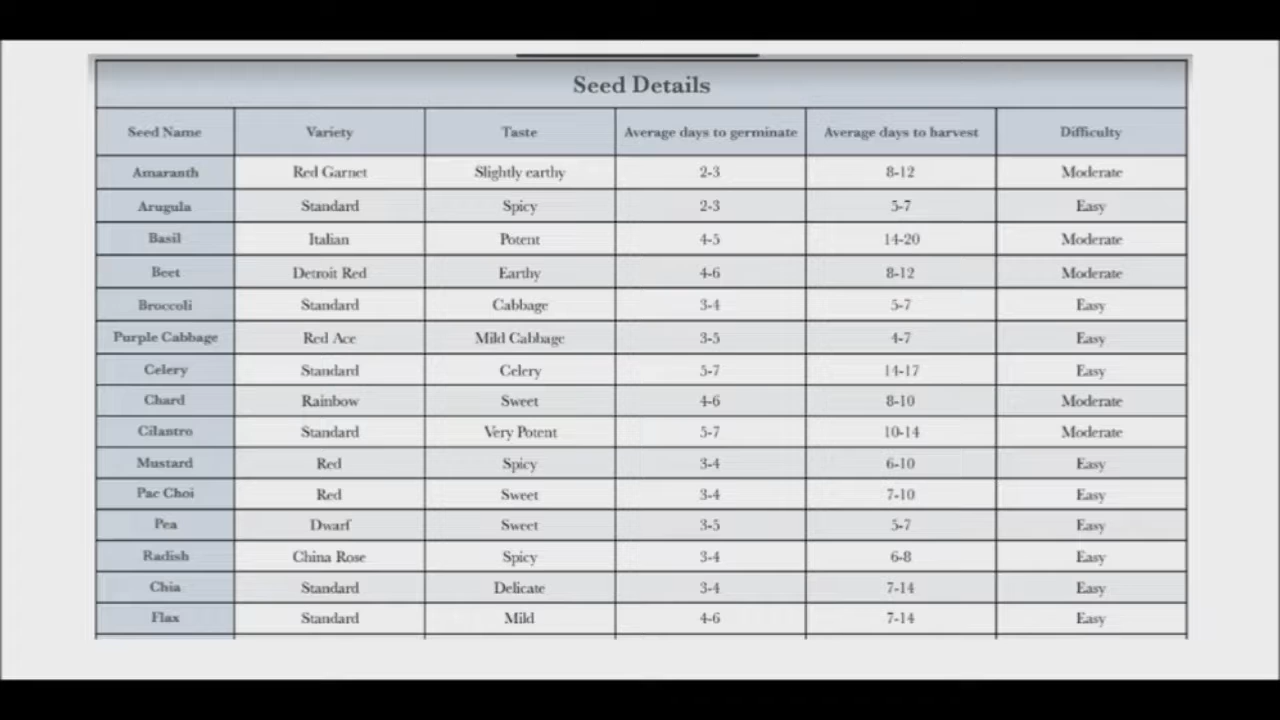 Seed Details
Seed Name Variety Taste Average days to germinate Average days to harvest Difficulty
Amaranth Red Garnet Slightly earthy 2-3 8-12 Moderate
Arugula Standard Spicy 2-3 5-7 Easy
Basil Italian Potent 4-5 14-20 Moderate
Beet Detroit Red Earthy 4-6 8-12 Moderate
Broccoli Standard Cabbage 3-4 5-7 Easy
Purple Cabbage Red Ace Mild Cabbage 3-5 4-7 Easy
Celery Standard Celery 5-7 14-17 Easy
Chard Rainbow Sweet 4-6 8-10 Moderate
Cilantro Standard Very Potent 5-7 10-14 Moderate
Mustard Red Spicy 3-4 6-10 Easy
Pac Choi Red Sweet 3-4 7-10 Easy
Pea Dwarf Sweet 3-5 5-7 Easy
Radish China Rose Spicy 3-4 6-8 Easy
Chia Standard Delicate 3-4 7-14 Easy
Flax Standard Mild 4-6 7-14 Easy